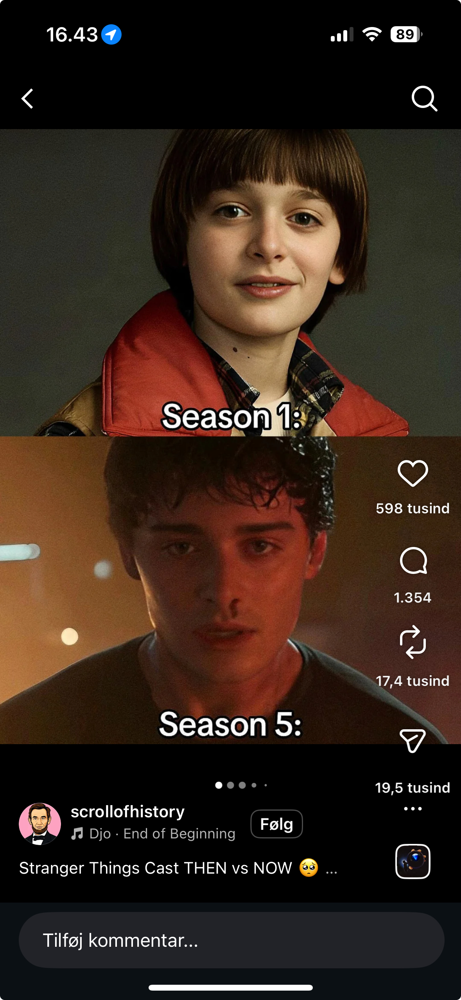 16.43
89
Season 1:
598 tusind
1.354
17,4 tusind
Season 5:
19,5 tusind
scrollofhistory
Følg
Djo · End of Beginning
Stranger Things Cast THEN vs NOW 🥺 ...
Tilføj kommentar...